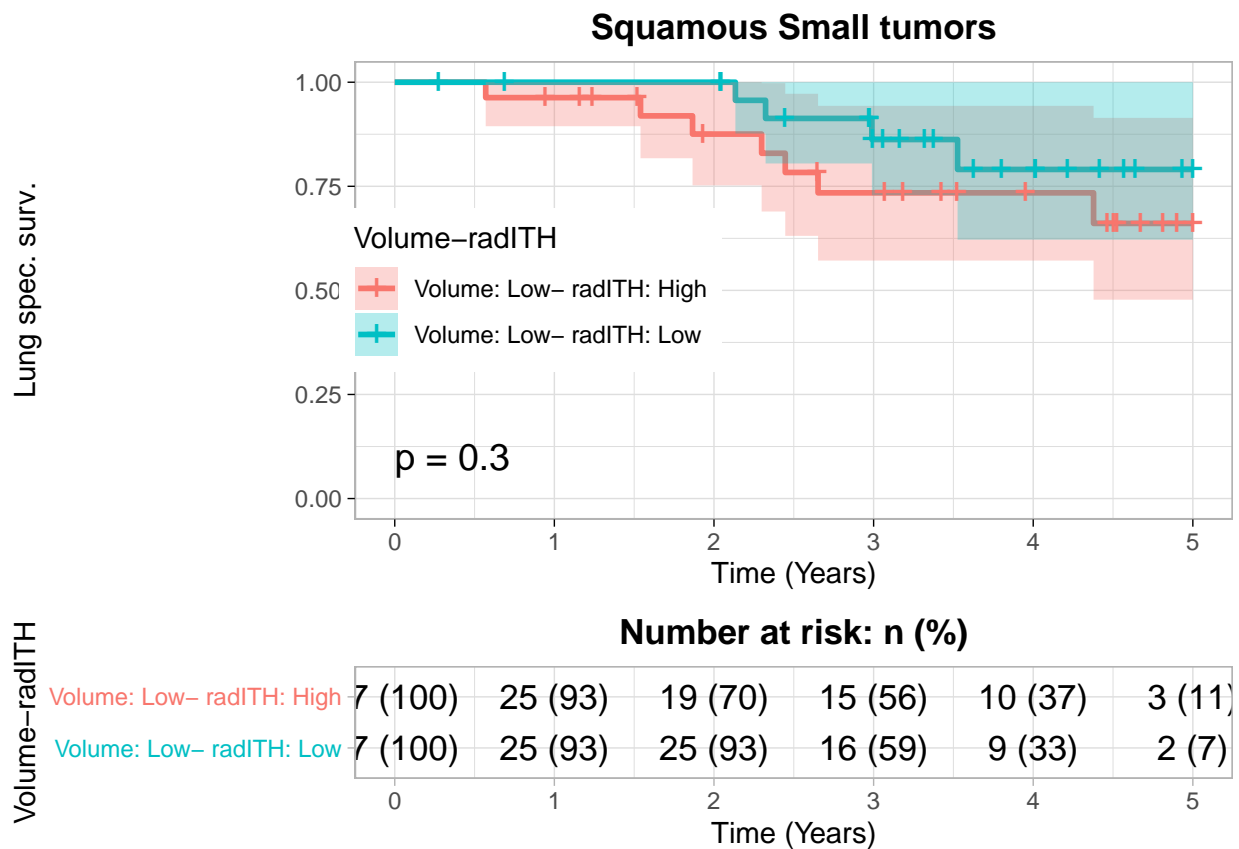 Squamous Small tumors
Lung spec. surv.
1.00
0.75
0.50
0.25
0.00
Volume−radITH
Volume: Low− radITH: High
Volume: Low− radITH: Low
p = 0.3
0 1 2 3 4 5
Time (Years)
Number at risk: n (%)
Volume−radITH
Volume: Low− radITH: High 7 (100) 25 (93) 19 (70) 15 (56) 10 (37) 3 (11)
Volume: Low− radITH: Low 7 (100) 25 (93) 25 (93) 16 (59) 9 (33) 2 (7)
0 1 2 3 4 5
Time (Years)